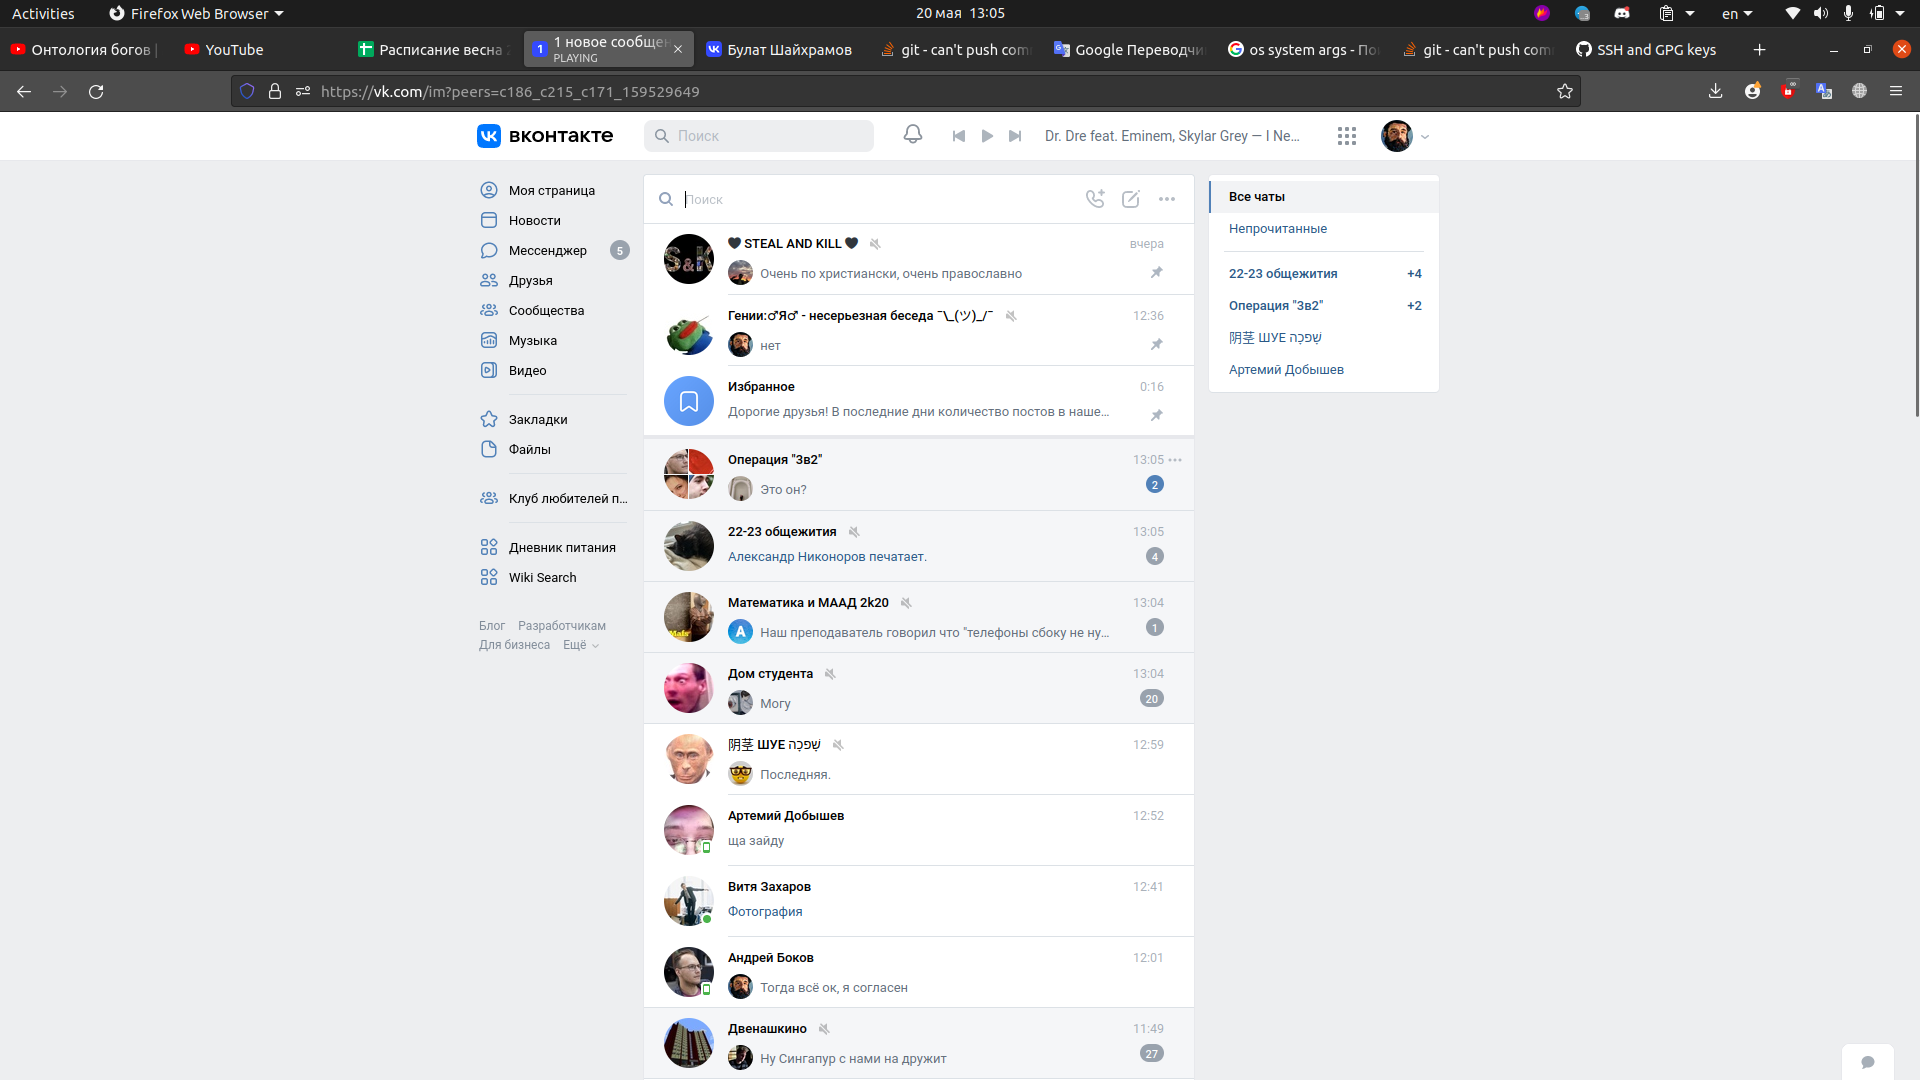 Activities
Firefox Web Browser
20 мая 13:05
en
Онтология богов
YouTube
Расписание весна 2
1 новое сообщен
PLAYING
Булат Шайхрамов
git - can't push com
Google Переводчи
os system args - Пои
git - can't push com
SSH and GPG keys
https://vk.com/im?peers=c186_c215_c171_159529649
вконтакте
Поиск
Dr. Dre feat. Eminem, Skylar Grey — I Ne...
Моя страница
Новости
Мессенджер
5
Друзья
Сообщества
Музыка
Видео
Закладки
Файлы
Клуб любителей п...
Дневник питания
Wiki Search
Блог Разработчикам
Для бизнеса Ещё
Поиск
🖤 STEAL AND KILL 🖤
вчера
S&K
Очень по христиански, очень православно
Гении:♂Я♂ - несерьезная беседа ¯\_(ツ)_/¯
12:36
нет
Избранное
0:16
Дорогие друзья! В последние дни количество постов в наше...
Операция "Зв2"
13:05
Это он?
2
22-23 общежития
13:05
Александр Никоноров печатает.
4
Математика и МААД 2k20
13:04
Наш преподаватель говорил что "телефоны сбоку не ну...
1
Дом студента
13:04
Могу
20
阴茎 ШУЕ שָׁפכָה
12:59
Последняя.
Артемий Добышев
12:52
ща зайду
Витя Захаров
12:41
Фотография
Андрей Боков
12:01
Тогда всё ок, я согласен
Двенашкино
11:49
Ну Сингапур с нами на дружит
27
Все чаты
Непрочитанные
22-23 общежития
+4
Операция "Зв2"
+2
阴茎 ШУЕ שָׁפכָה
Артемий Добышев